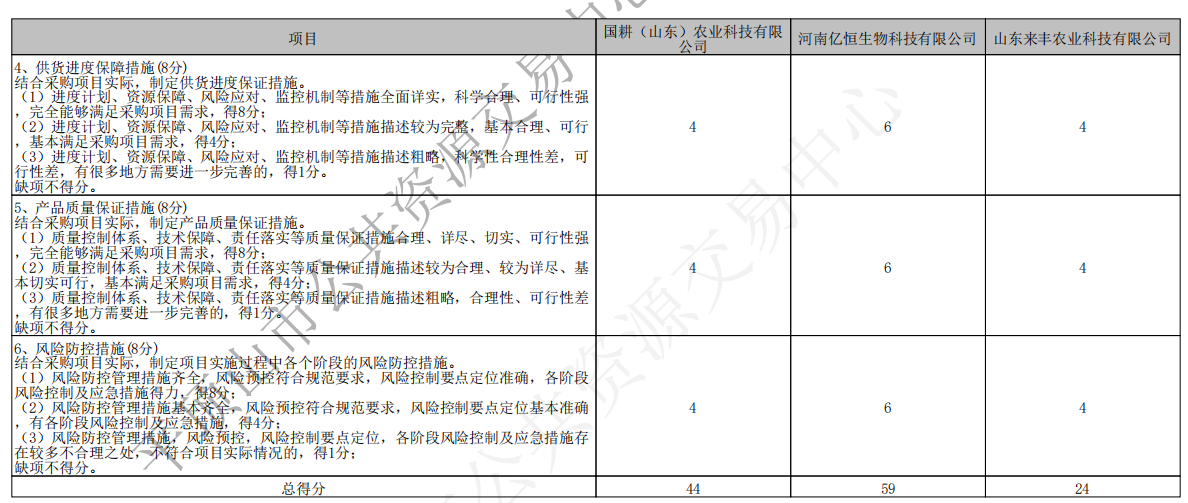 项目
国耕（山东）农业科技有限
公司
河南亿恒生物科技有限公司
山东来丰农业科技有限公司
4、供货进度保障措施(8分)
结合采购项目实际，制定供货进度保证措施。
（1）进度计划、资源保障、风险应对、监控机制等措施全面详实，科学合理、可行性强
，完全能够满足采购项目需求，得8分；
（2）进度计划、资源保障、风险应对、监控机制等措施描述较为完整，基本合理、可行
，基本满足采购项目需求，得4分；
（3）进度计划、资源保障、风险应对、监控机制等措施描述粗略，科学性合理性差，可
行性差，有很多地方需要进一步完善的，得1分。
缺项不得分。
4
6
4
5、产品质量保证措施(8分)
结合采购项目实际，制定产品质量保证措施。
（1）质量控制体系、技术保障、责任落实等质量保证措施合理、详尽、切实、可行性强
，完全能够满足采购项目需求，得8分；
（2）质量控制体系、技术保障、责任落实等质量保证措施描述较为合理、较为详尽、基
本切实可行，基本满足采购项目需求，得4分；
（3）质量控制体系、技术保障、责任落实等质量保证措施描述粗略，合理性、可行性差
，有很多地方需要进一步完善的，得1分。
缺项不得分。
4
6
4
6、风险防控措施(8分)
结合采购项目实际，制定项目实施过程中各个阶段的风险防控措施。
（1）风险防控管理措施齐全，风险预控符合规范要求，风险控制要点定位准确，各阶段
风险控制及应急措施得力，得8分；
（2）风险防控管理措施基本齐全，风险预控符合规范要求，风险控制要点定位基本准确
，有各阶段风险控制及应急措施，得4分；
（3）风险防控管理措施，风险预控，风险控制要点定位，各阶段风险控制及应急措施存
在较多不合理之处，不符合项目实际情况的，得1分；
缺项不得分。
4
6
4
总得分
44
59
24
平顶山市公共资源交易中心
公共资源交易中心